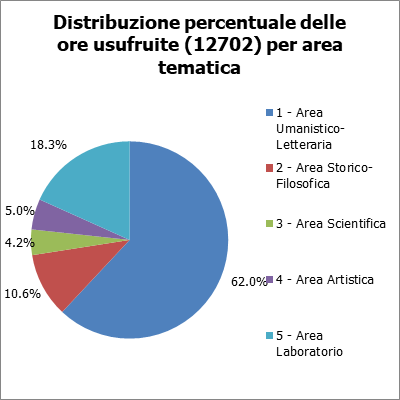 Distribuzione percentuale delle
ore usufruite (12702) per area
tematica
18.3%
5.0%
4.2%
10.6%
62.0%
1 - Area
Umanistico-
Letteraria
2 - Area Storico-
Filosofica
3 - Area Scientifica
4 - Area Artistica
5 - Area
Laboratorio